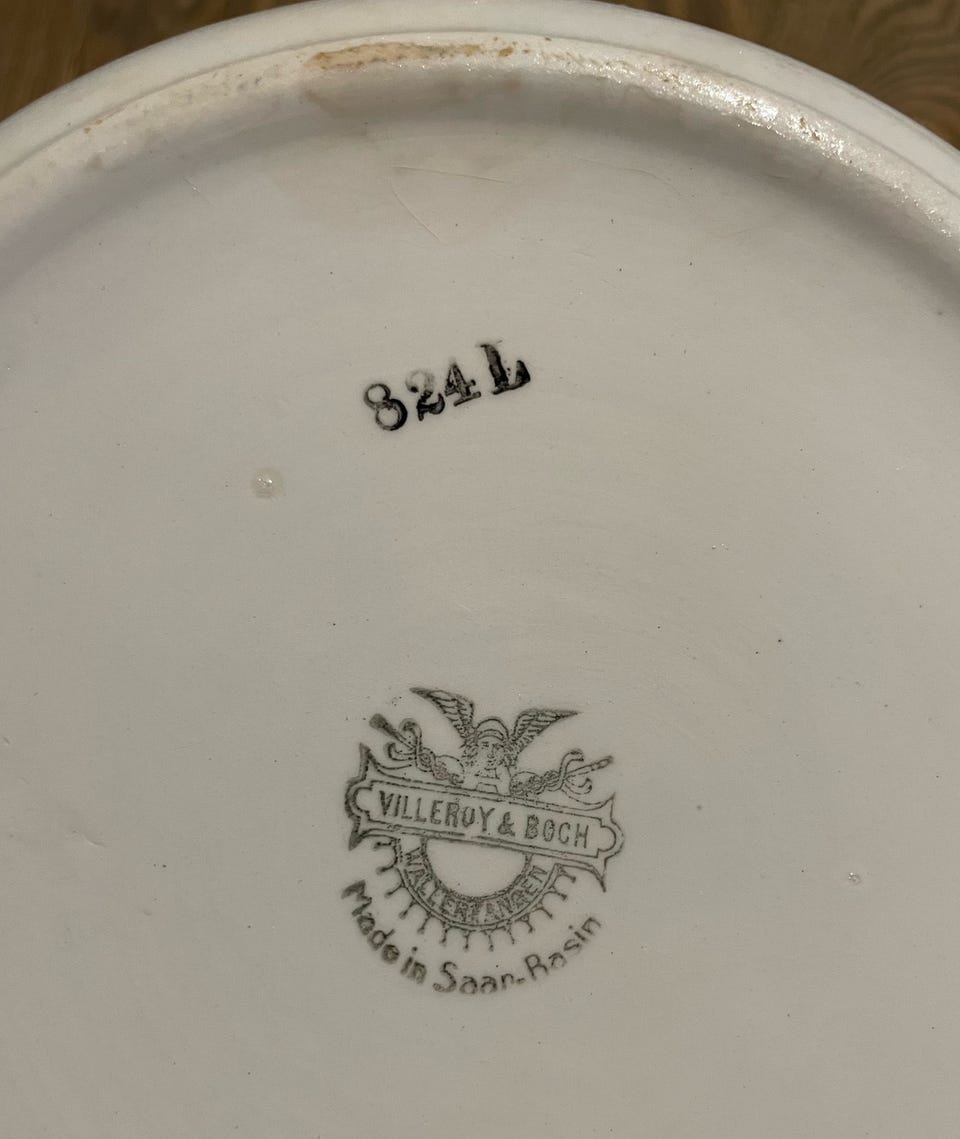 824 L
VILLEROY & BOCH
WALLERFANGEN
Made in Saar-Basin